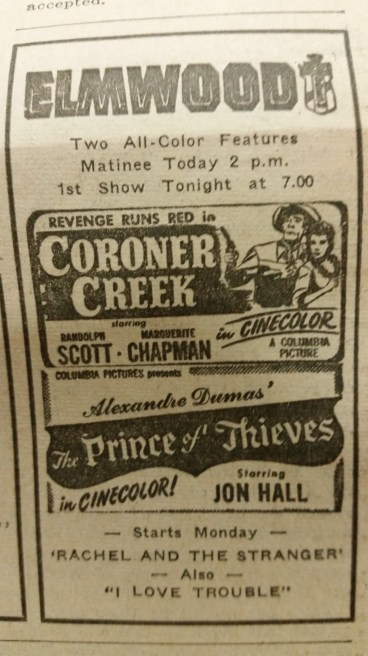 accepted.
ELMWOOD
Two All-Color Features
Matinee Today 2 p.m.
1st Show Tonight at 7.00
REVENGE RUNS RED in
CORONER
CREEK
starring
RANDOLPH SCOTT · MARGUERITE CHAPMAN
in CINECOLOR
A COLUMBIA
PICTURE
COLUMBIA PICTURES presents
Alexandre Dumas'
The Prince of Thieves
in CINECOLOR!
Starring
JON HALL
— Starts Monday —
'RACHEL AND THE STRANGER'
— Also —
"I LOVE TROUBLE"